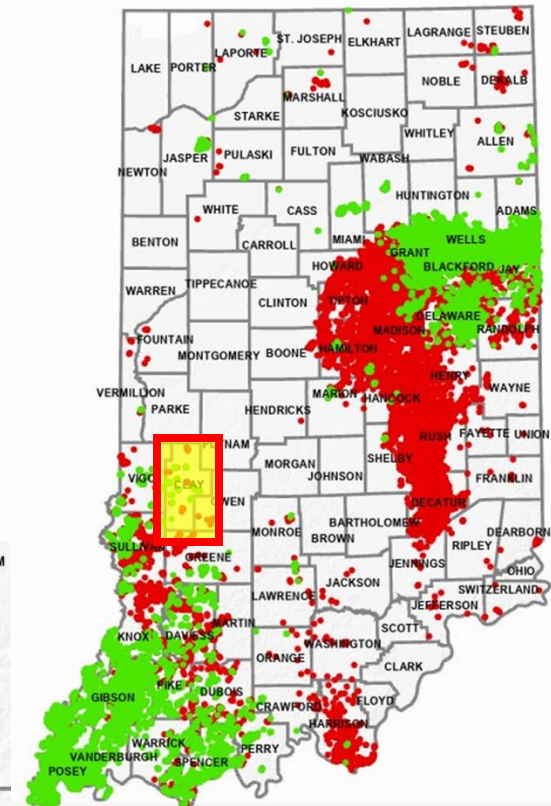 ST. JOSEPH
LAGRANGE
STEUBEN
ELKHART
LAPORTE
LAKE
PORTER
NOBLE
DEKALB
MARSHALL
STARKE
KOSCIUSKO
WHITLEY
ALLEN
JASPER
PULASKI
FULTON
WABASH
NEWTON
HUNTINGTON
WHITE
CASS
ADAMS
BENTON
CARROLL
MIAMI
WELLS
GRANT
HOWARD
BLACKFORD
JAY
WARREN
TIPPECANOE
CLINTON
TIPTON
DELAWARE
MADISON
RANDOLPH
FOUNTAIN
MONTGOMERY
BOONE
HAMILTON
HENRY
VERMILLION
PARKE
HENDRICKS
MARION
HANCOCK
WAYNE
RUSH
FAYETTE
UNION
MORGAN
JOHNSON
SHELBY
VIGO
CLAY
FRANKLIN
OWEN
DECATUR
BARTHOLOMEW
MONROE
BROWN
DEARBORN
RIPLEY
SULLIVAN
GREENE
JENNINGS
OHIO
JACKSON
LAWRENCE
SWITZERLAND
JEFFERSON
MARTIN
SCOTT
KNOX
DAVIESS
WASHINGTON
ORANGE
CLARK
PIKE
DUBOIS
GIBSON
CRAWFORD
FLOYD
HARRISON
WARRICK
PERRY
VANDERBURGH
SPENCER
POSEY